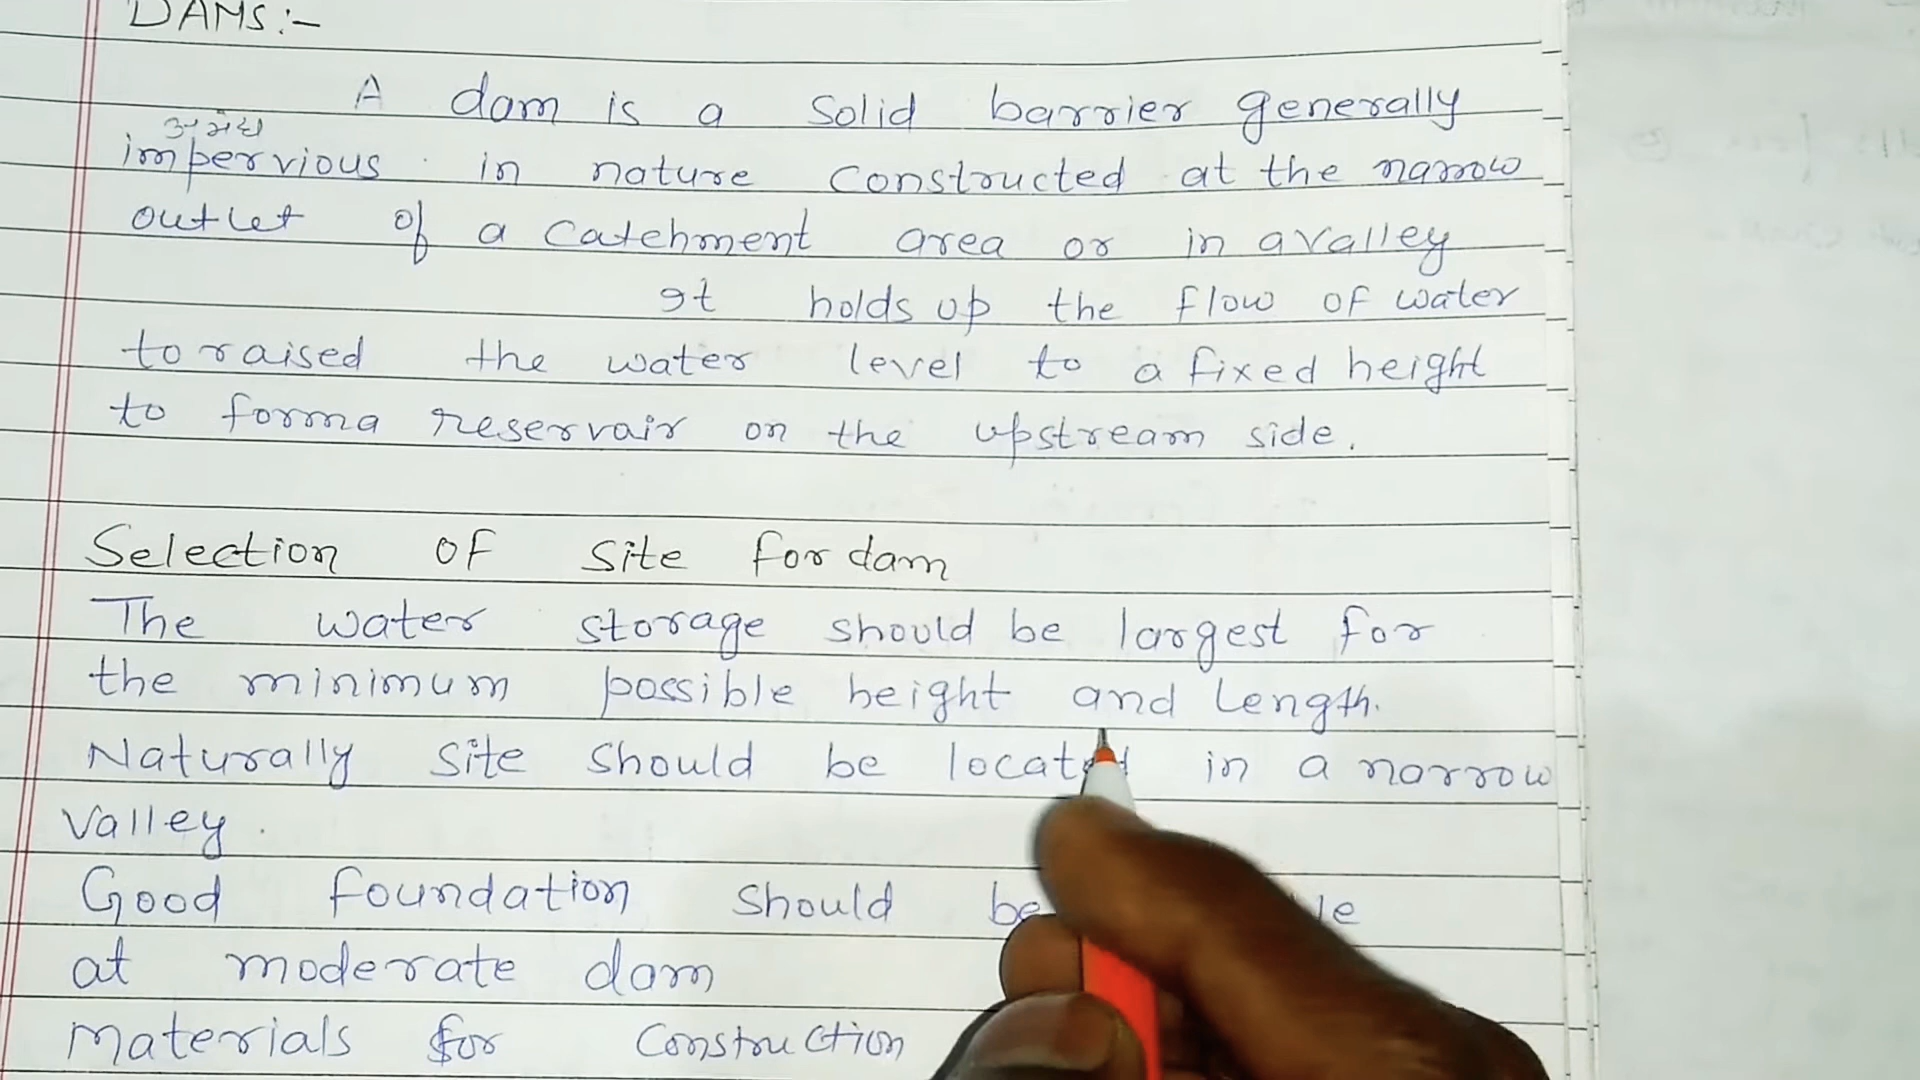 DAMS:-
A dam is a solid barrier generally
अभेद्य
impervious in nature constructed at the narrow
outlet of a catchment area or in a valley
It holds up the flow of water
to raised the water level to a fixed height
to form a reservair on the upstream side.
Selection OF Site For dam
The water storage should be largest for
the minimum possible height and Length.
Naturally site should be located in a narrow
valley.
Good foundation should be
at moderate dam
Materials for Construction